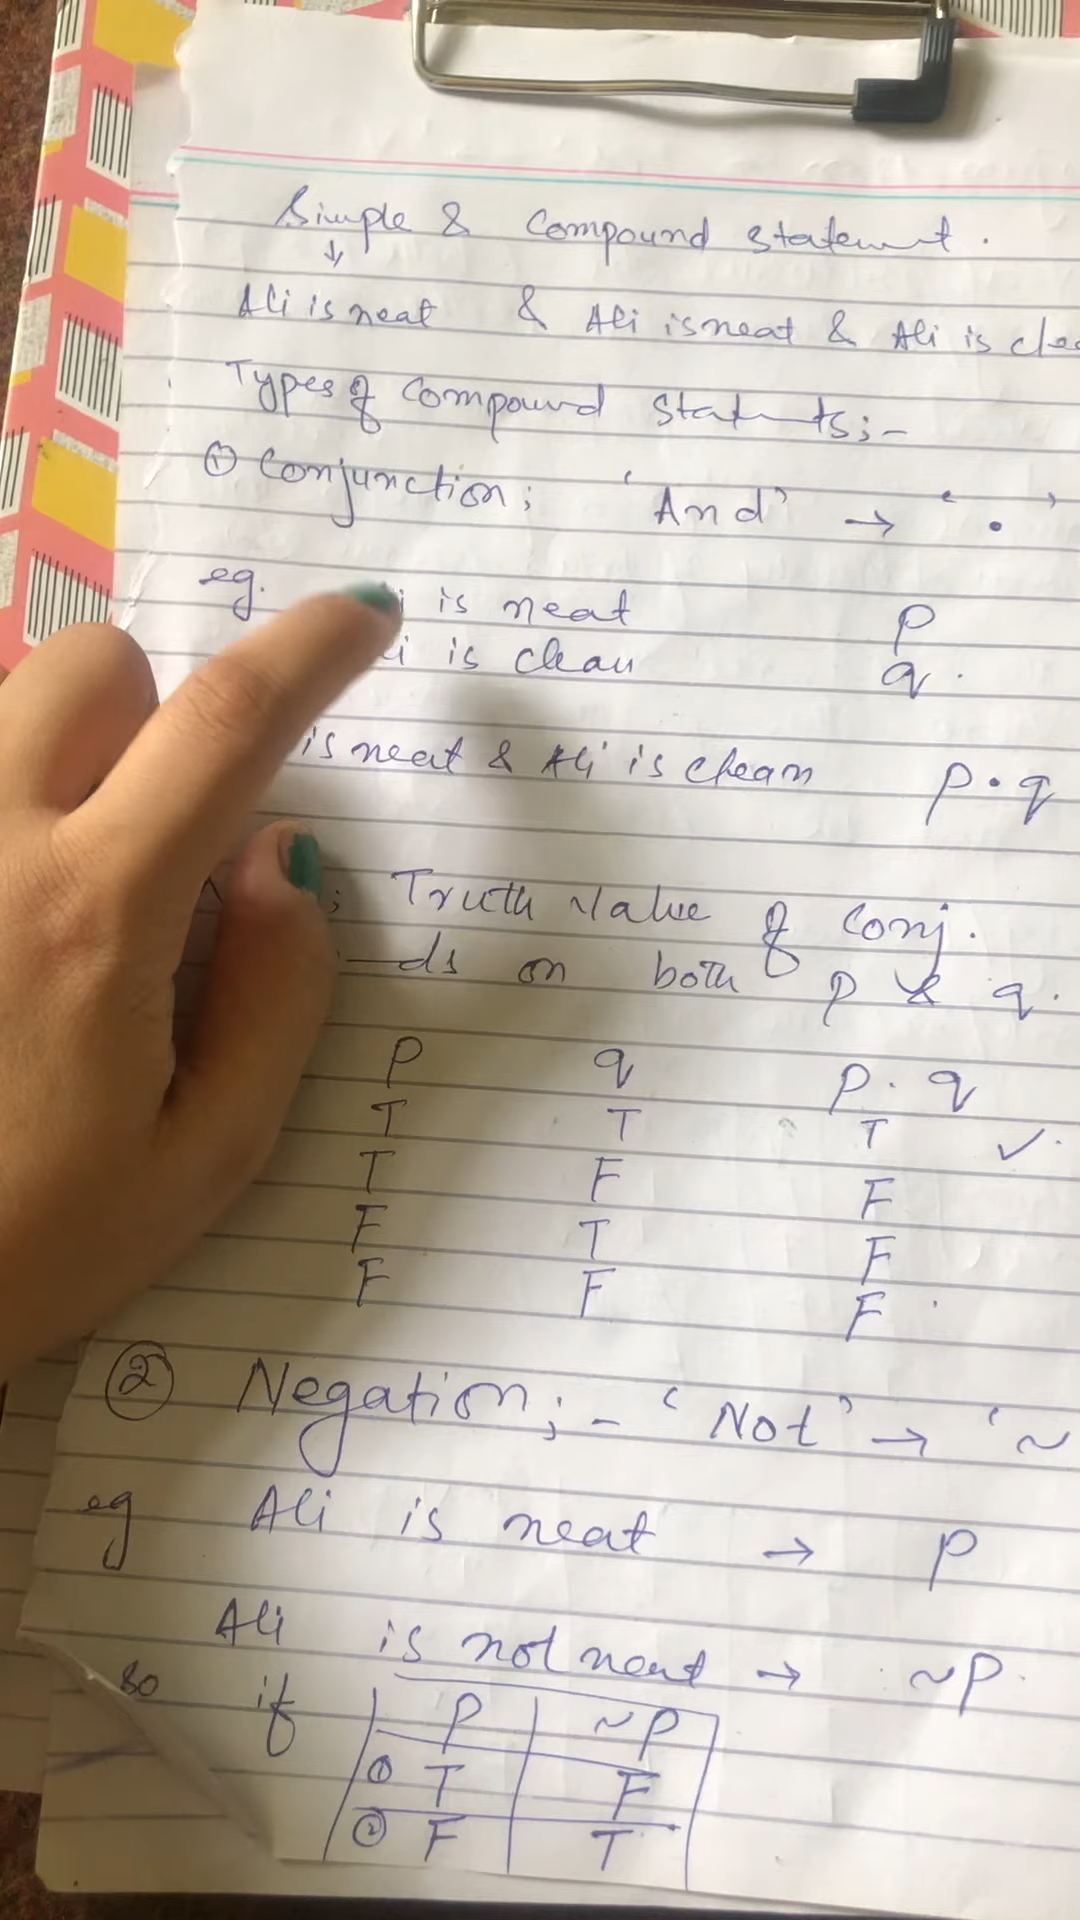 Simple & Compound statement.
↓
Ali is neat & Ali is neat & Ali is
Types of Compound Statmts;-
① Conjunction; 'And' → ' • '
eg. is neat p
is clean q.
is neat & Ali is clean p • q
; Truth value of Conj.
on both p & q.
P q P . q
T T T ✓.
T F F
F T F
F F F .
② Negation;- 'Not' → '~
eg Ali is neat → P
Ali is not neat → ~P.
so if P ~P
① T F
② F T